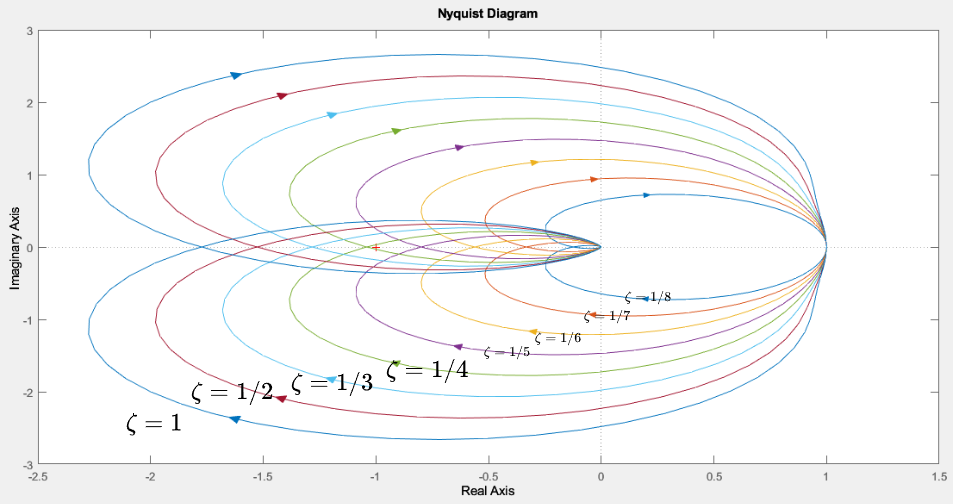 Nyquist Diagram
Imaginary Axis
3
2
1
0
-1
-2
-3
ζ = 1/8
ζ = 1/7
ζ = 1/6
ζ = 1/5
ζ = 1/4
ζ = 1/3
ζ = 1/2
ζ = 1
-2.5 -2 -1.5 -1 -0.5 0 0.5 1 1.5
Real Axis